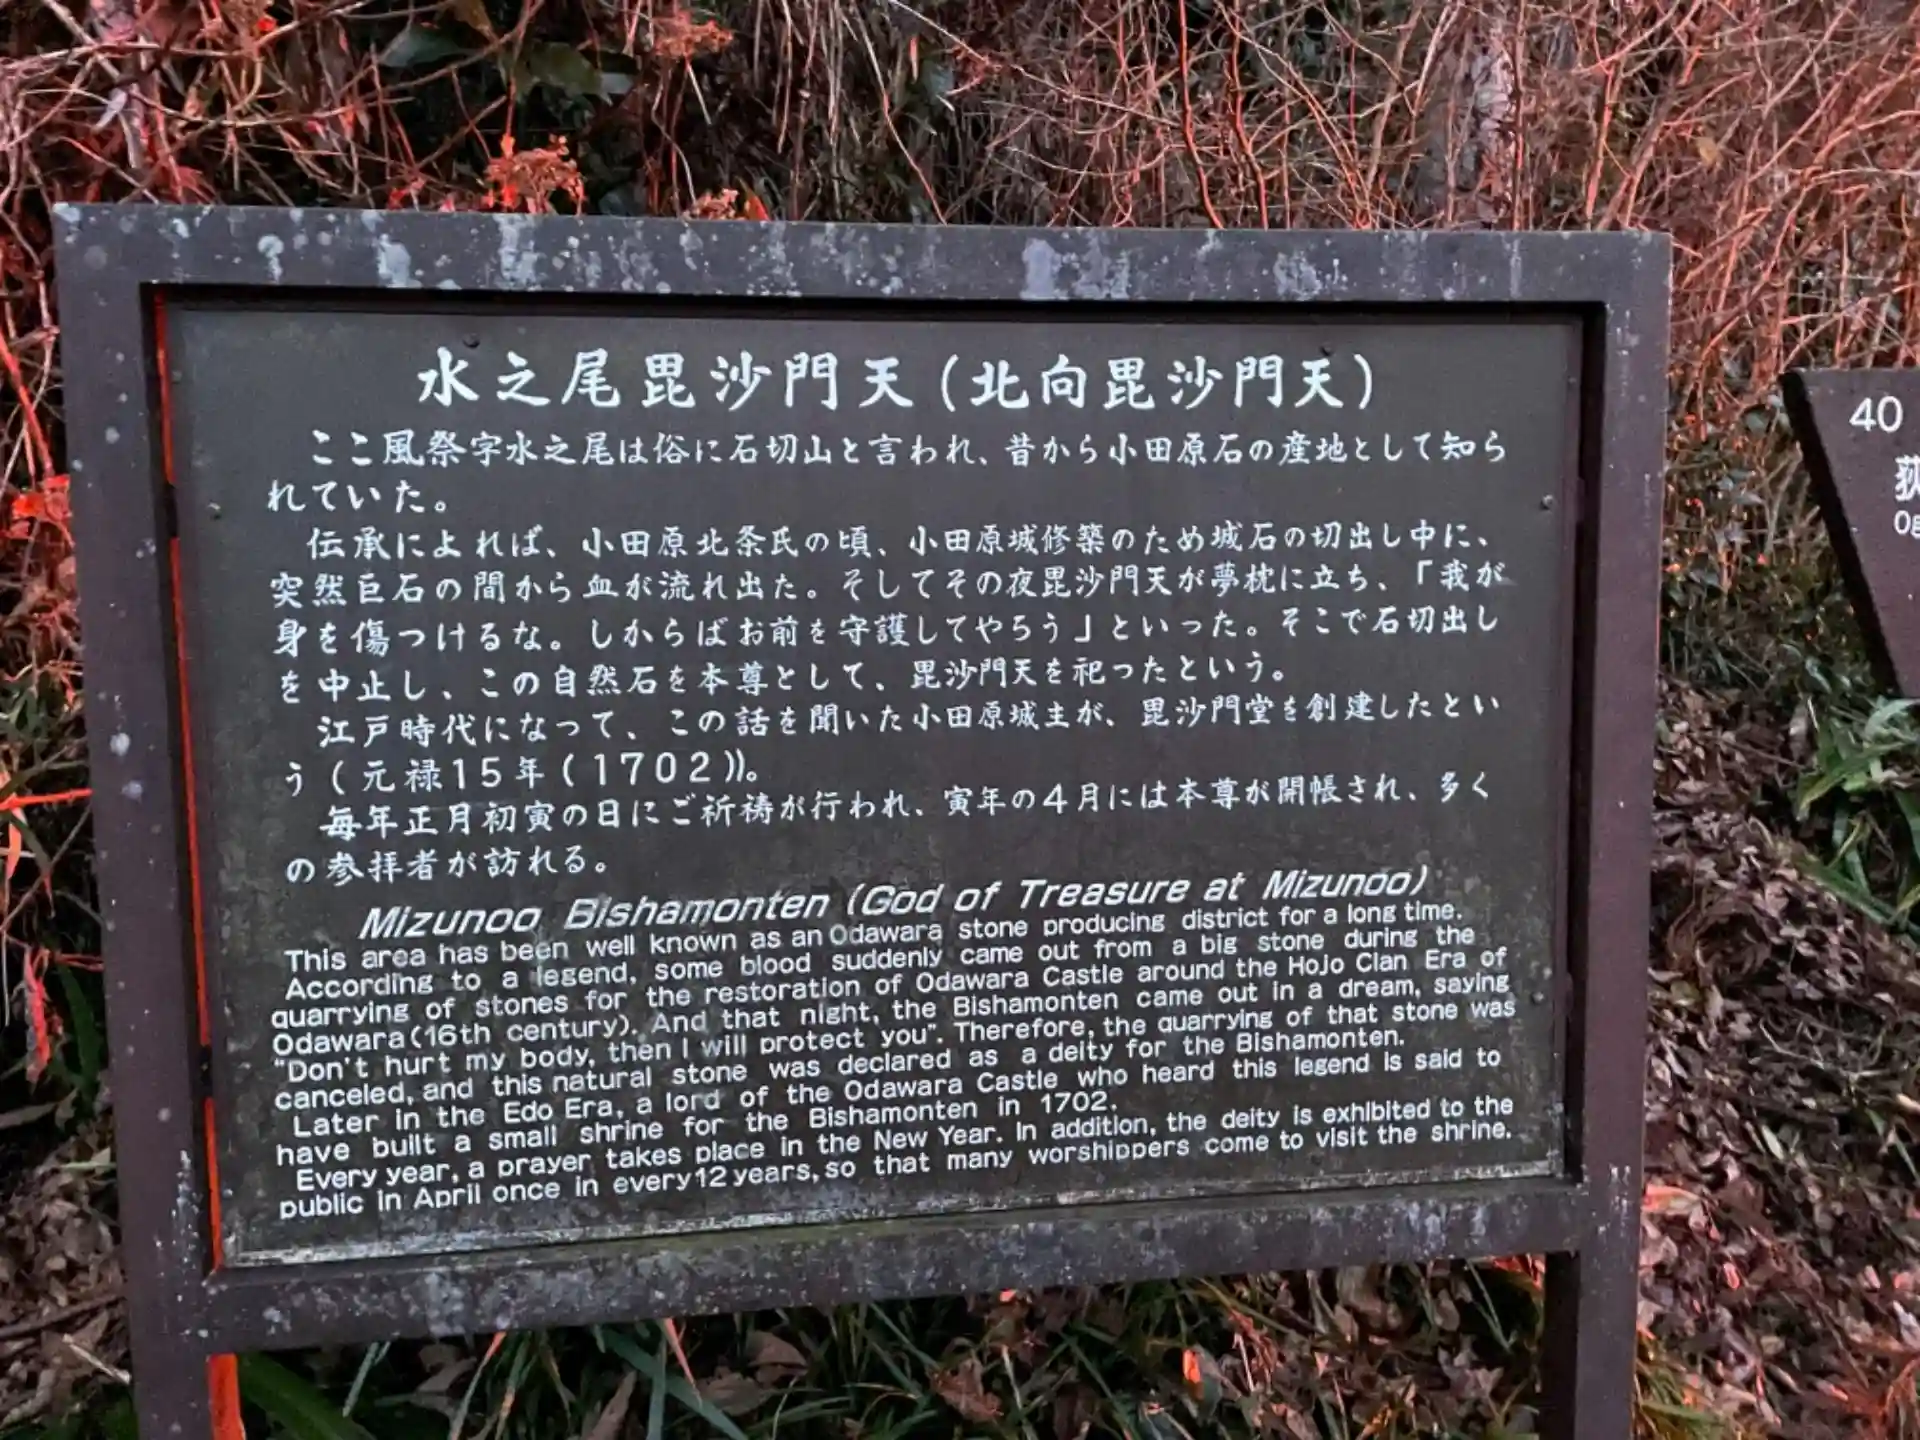 水之尾毘沙門天(北向毘沙門天)
ここ風祭字水之尾は俗に石切山と言われ、昔から小田原石の産地として知ら
れていた。
伝承によれば、小田原北条氏の頃、小田原城修築のため城石の切出し中に、
突然巨石の間から血が流れ出た。そしてその夜毘沙門天が夢枕に立ち、「我が
身を傷つけるな。しからばお前を守護してやろう」といった。そこで石切出し
を中止し、この自然石を本尊として、毘沙門天を祀ったという。
江戸時代になって、この話を聞いた小田原城主が、毘沙門堂を創建したとい
う(元禄15年(1702))。
毎年正月初寅の日にご祈祷が行われ、寅年の4月には本尊が開帳され、多く
の参拝者が訪れる。
Mizunoo Bishamonten (God of Treasure at Mizunoo)
This area has been well known as an Odawara stone producing district for a long time.
According to a legend, some blood suddenly came out from a big stone during the
quarrying of stones for the restoration of Odawara Castle around the HoJo Clan Era of
Odawara(16th century). And that night, the Bishamonten came out in a dream, saying
"Don't hurt my body, then I will protect you". Therefore, the quarrying of that stone was
canceled, and this natural stone was declared as a deity for the Bishamonten.
Later in the Edo Era, a lord of the Odawara Castle who heard this legend is said to
have built a small shrine for the Bishamonten in 1702.
Every year, a prayer takes place in the New Year. In addition, the deity is exhibited to the
public in April once in every 12 years, so that many worshippers come to visit the shrine.
40
荻
Og